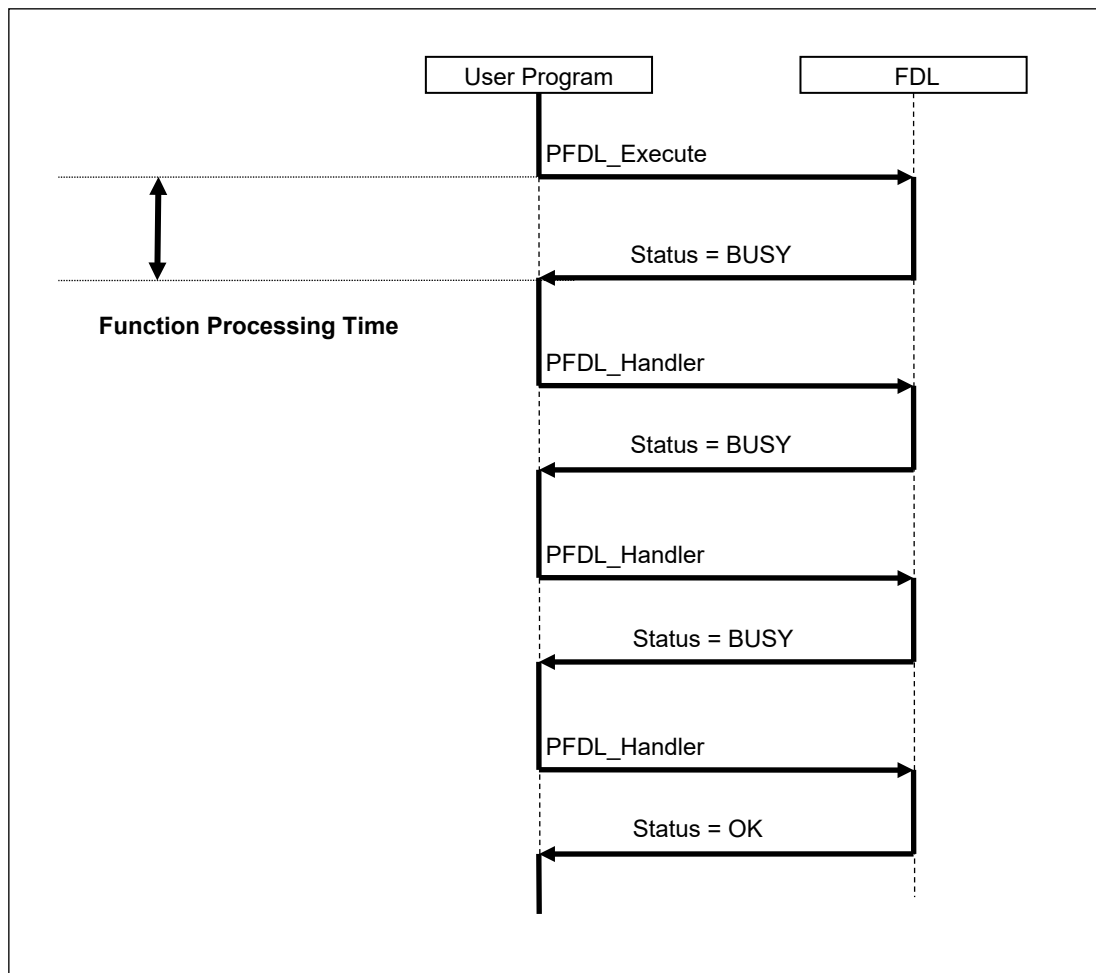 User Program
FDL
PFDL_Execute
Status = BUSY
Function Processing Time
PFDL_Handler
Status = BUSY
PFDL_Handler
Status = BUSY
PFDL_Handler
Status = OK